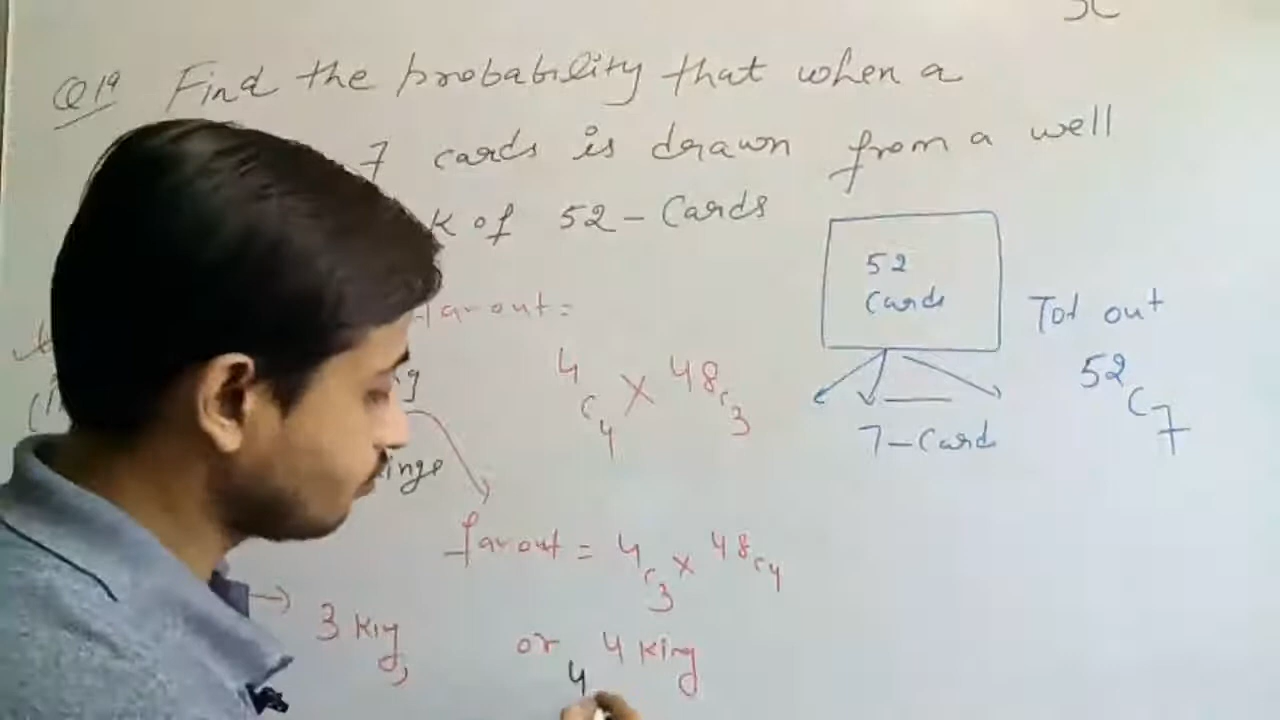 Q19 Find the probability that when a
7 cards is drawn from a well
k of 52 - Cards
52
Cards
7 - Card
Tot out
52C7
favout =
4C4 X 48C3
favout = 4C3 x 48C4
3 King, or 4 King
4